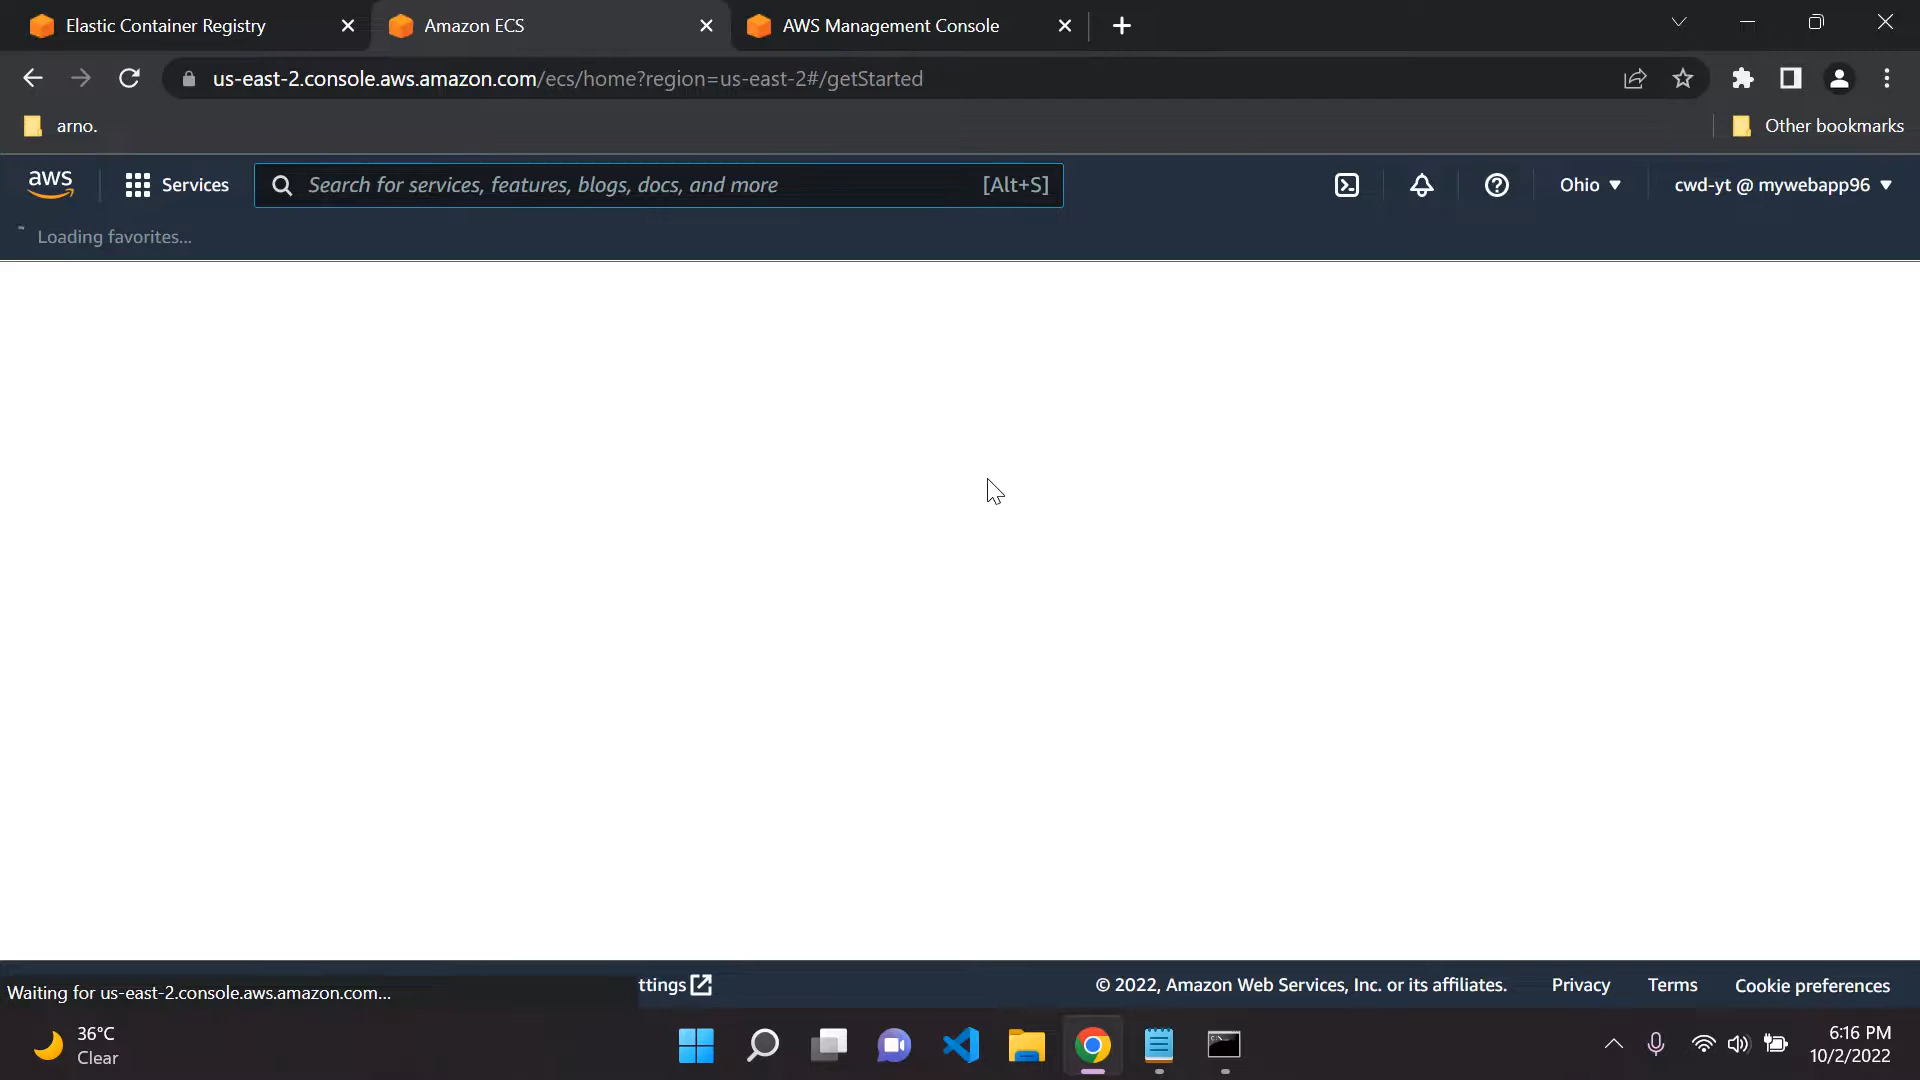 Elastic Container Registry
Amazon ECS
AWS Management Console
us-east-2.console.aws.amazon.com/ecs/home?region=us-east-2#/getStarted
arno.
Other bookmarks
aws
Services
Search for services, features, blogs, docs, and more
[Alt+S]
Ohio
cwd-yt @ mywebapp96
Loading favorites...
ttings
© 2022, Amazon Web Services, Inc. or its affiliates.
Privacy
Terms
Cookie preferences
Waiting for us-east-2.console.aws.amazon.com...
36°C
Clear
6:16 PM
10/2/2022